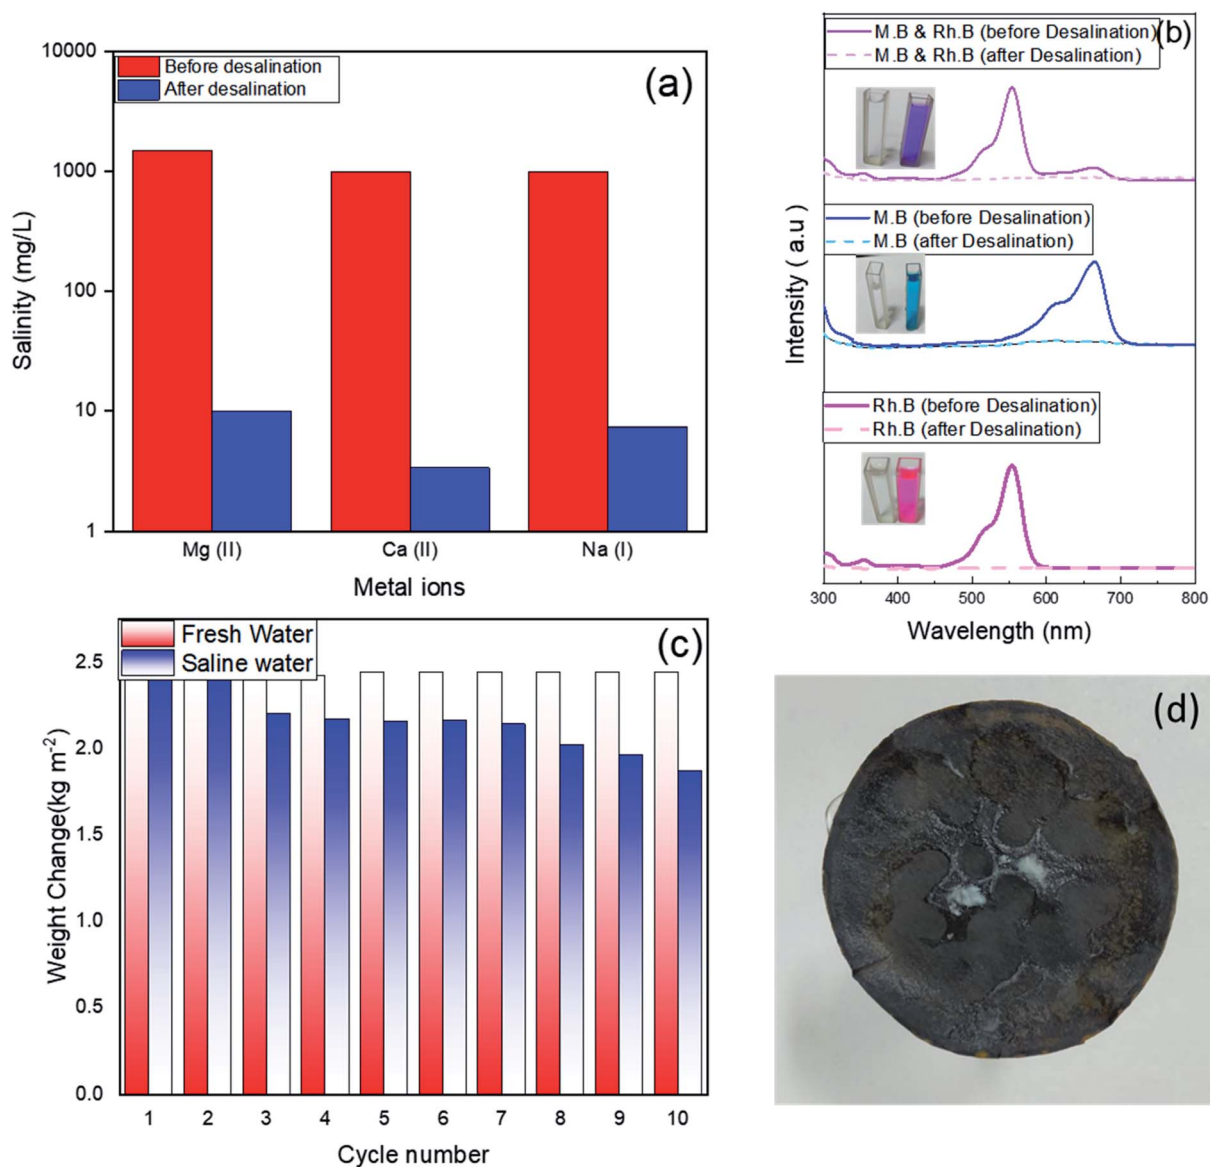 10000
1000
100
10
1
Salinity (mg/L)
Before desalination
After desalination
(a)
Mg (II)
Ca (II)
Na (I)
Metal ions
M.B & Rh.B (before Desalination)
M.B & Rh.B (after Desalination)
(b)
M.B (before Desalination)
M.B (after Desalination)
Rh.B (before Desalination)
Rh.B (after Desalination)
Intensity ( a.u )
300 400 500 600 700 800
Wavelength (nm)
Fresh Water
Saline water
(c)
2.5
2.0
1.5
1.0
0.5
0.0
Weight Change(kg m⁻²)
1 2 3 4 5 6 7 8 9 10
Cycle number
(d)